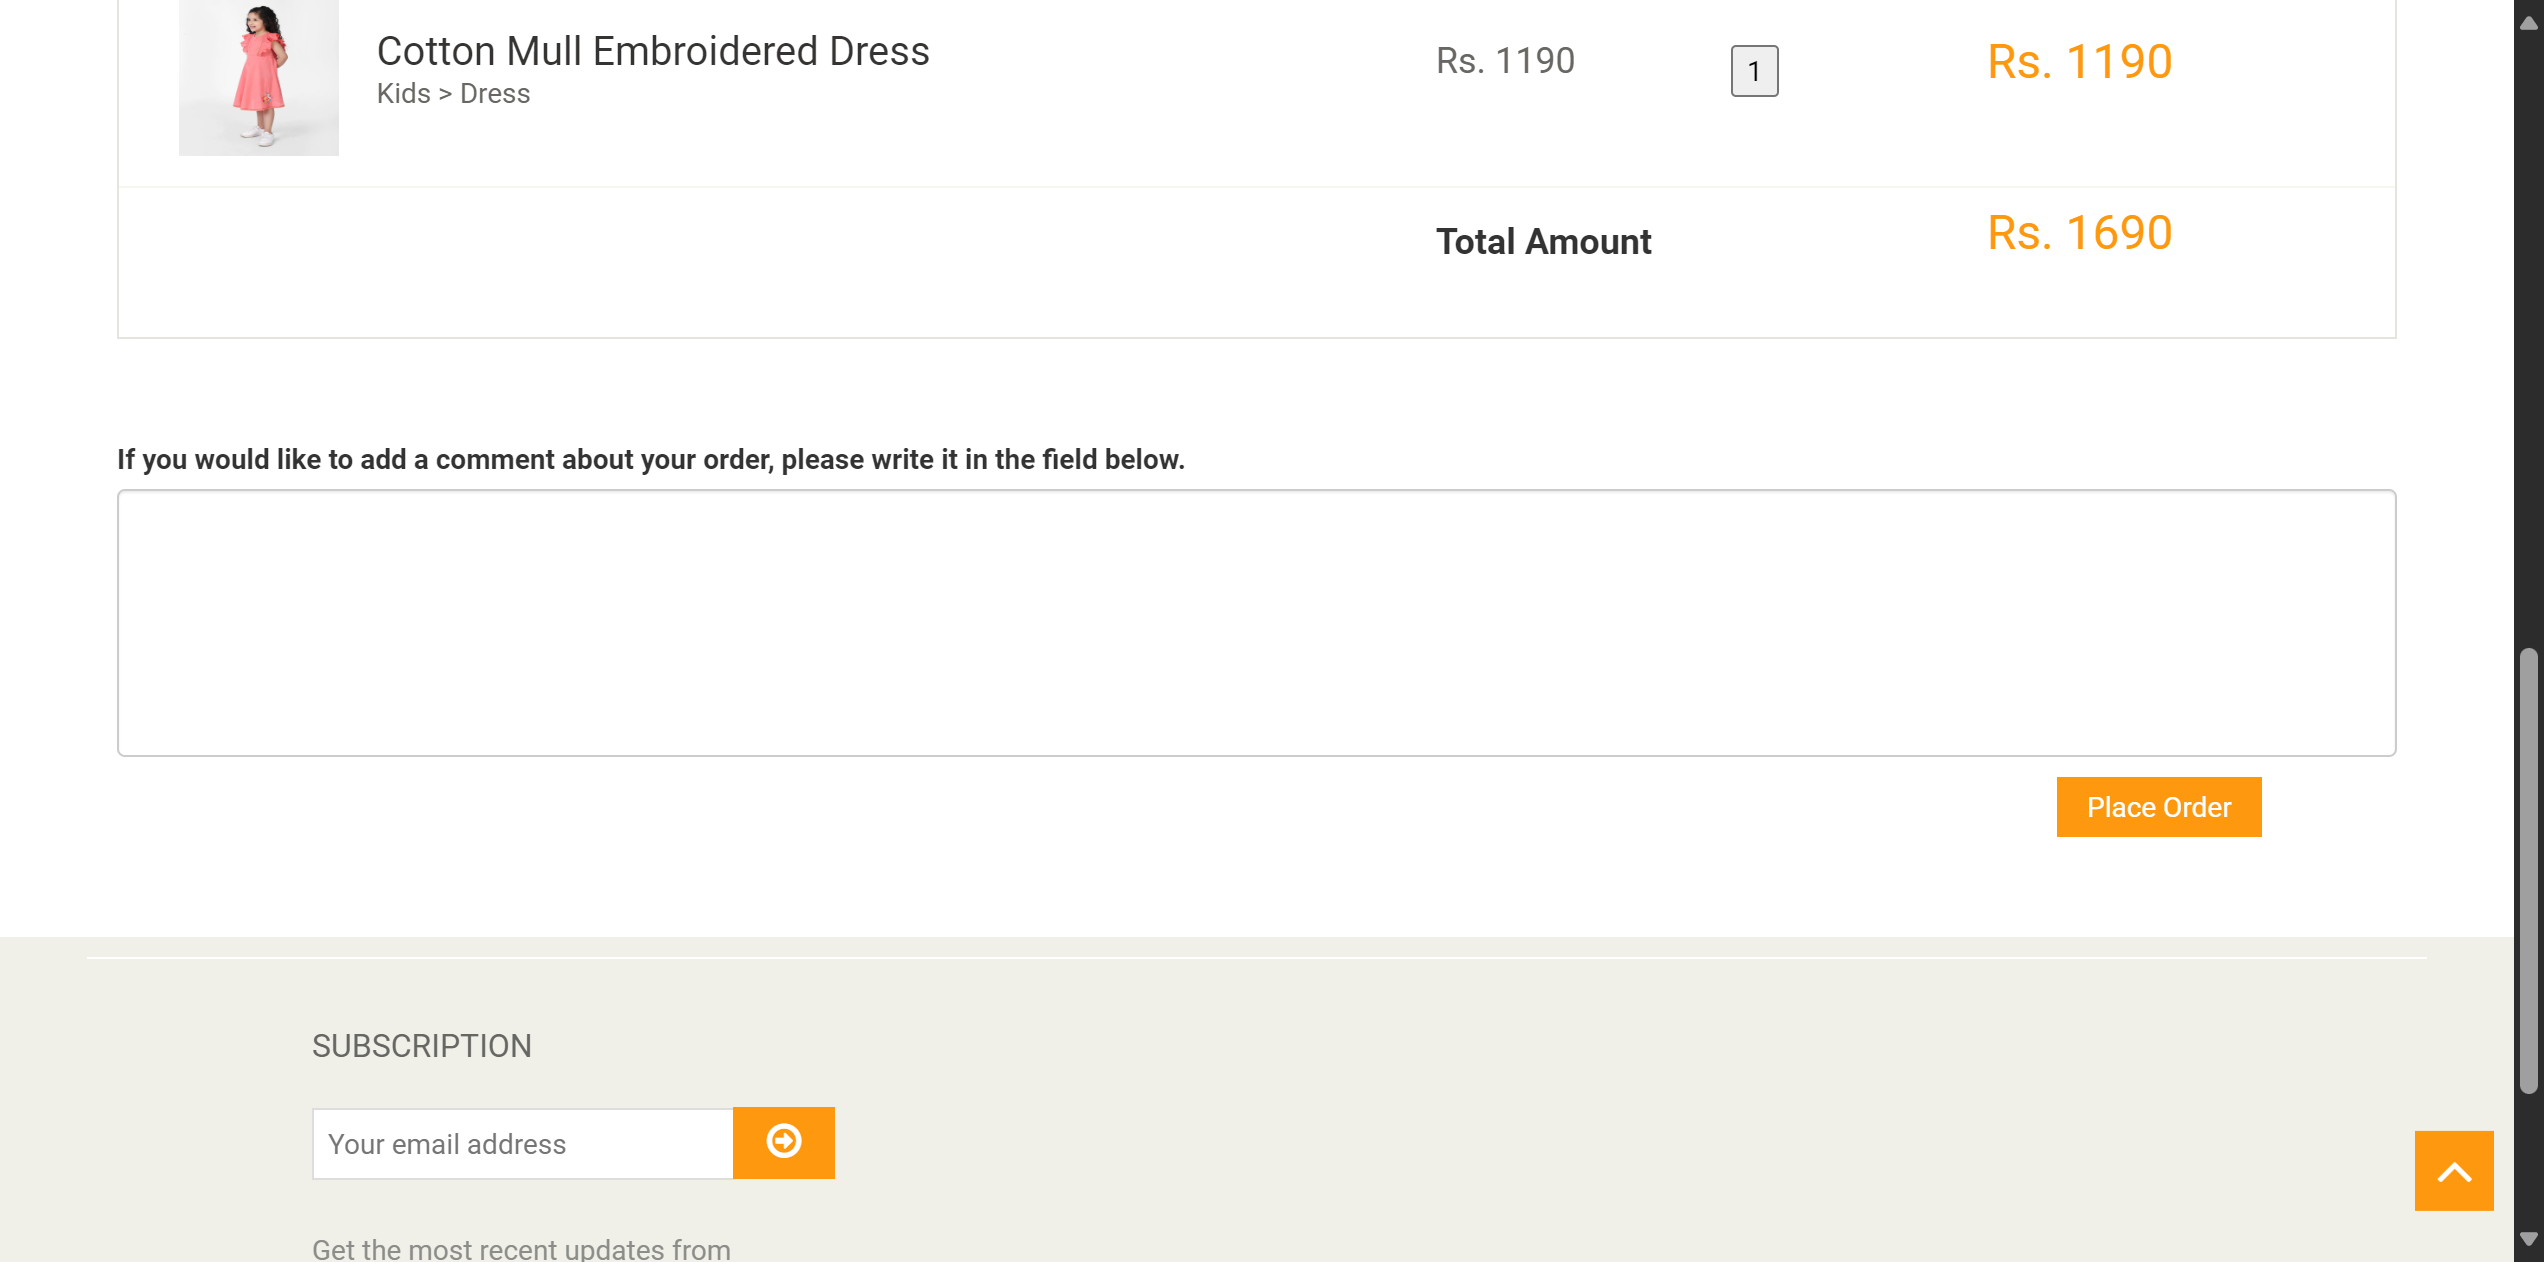 Cotton Mull Embroidered Dress
Kids > Dress
Rs. 1190
1
Rs. 1190
Total Amount
Rs. 1690
If you would like to add a comment about your order, please write it in the field below.
Place Order
SUBSCRIPTION
Your email address
Get the most recent updates from